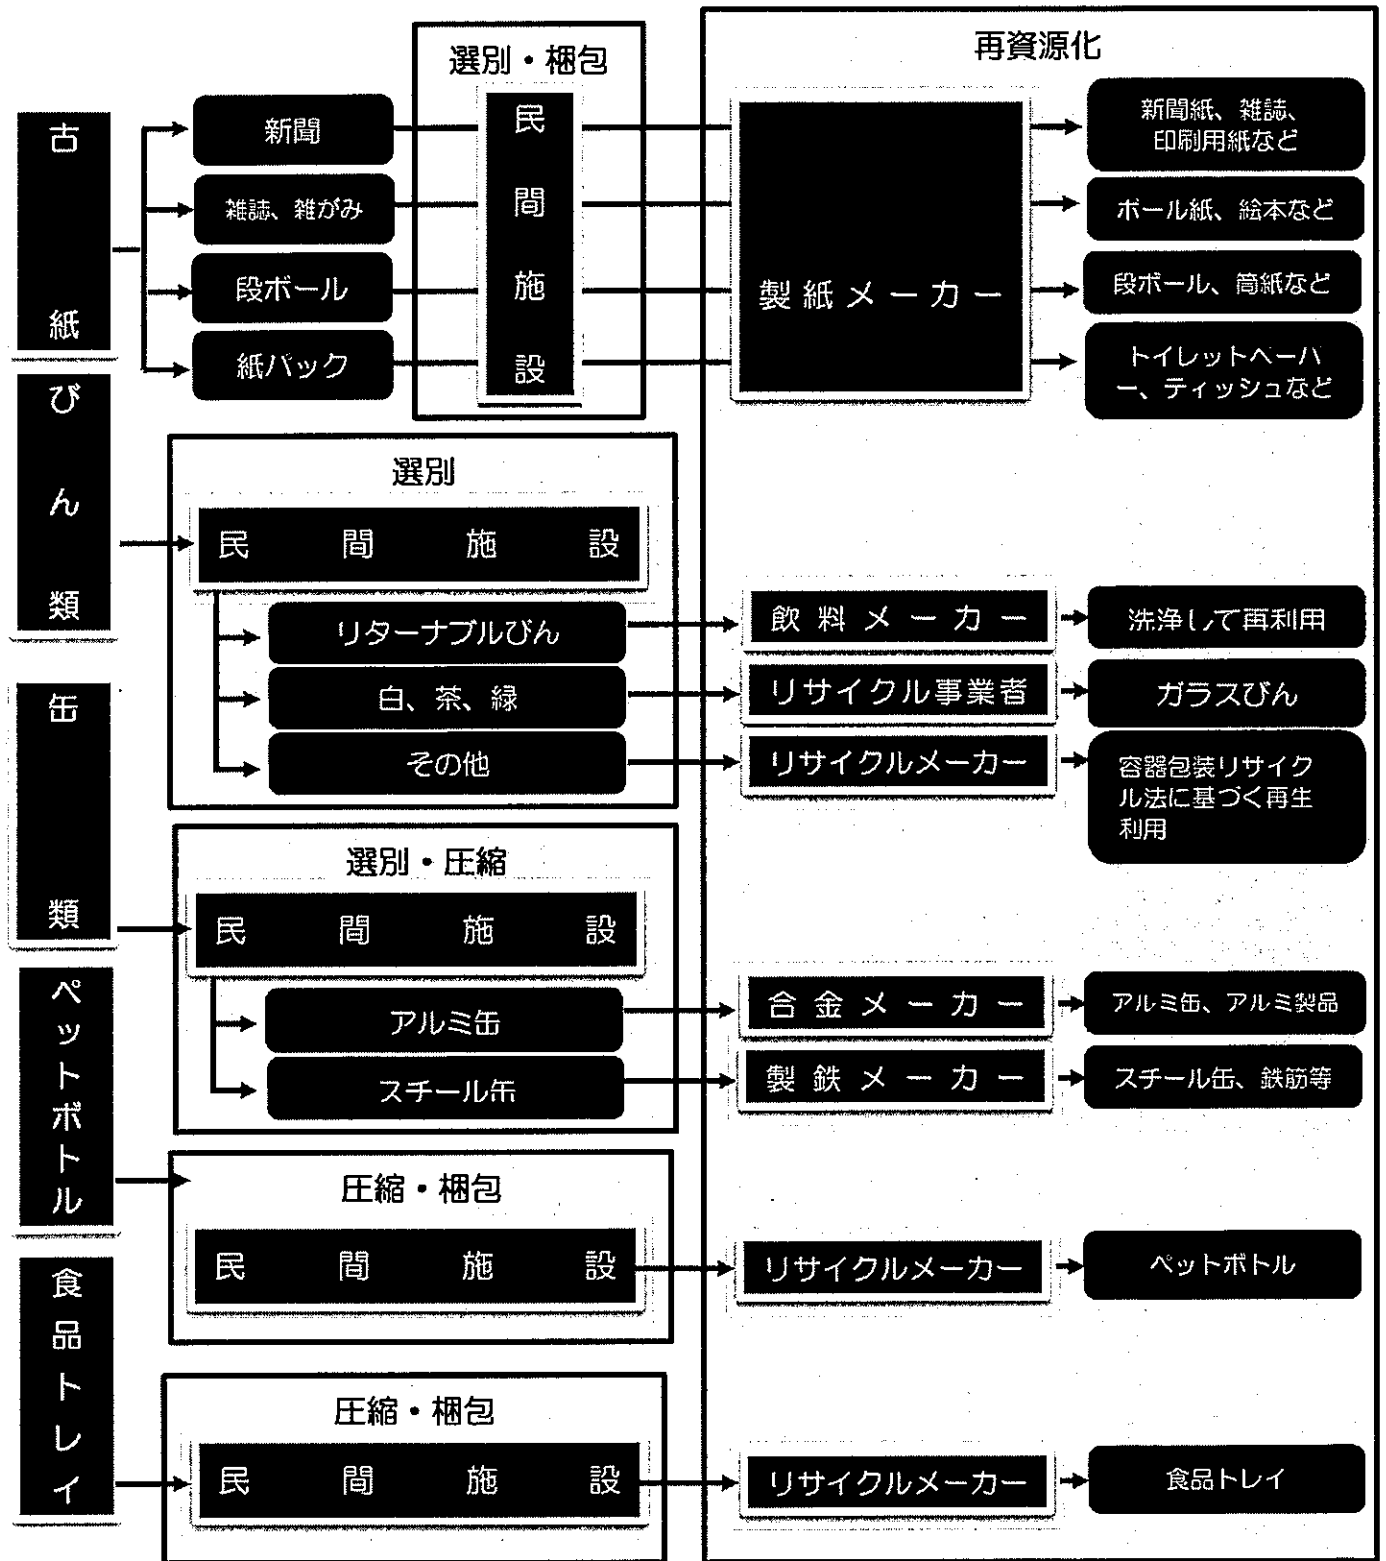 選別・梱包
再資源化
古紙
新聞
雑誌、雑がみ
段ボール
紙パック
民間施設
製紙メーカー
新聞紙、雑誌、
印刷用紙など
ボール紙、絵本など
段ボール、筒紙など
トイレットペーパ
ー、ティッシュなど
びん類
選別
民間施設
リターナブルびん
白、茶、緑
その他
飲料メーカー
洗浄して再利用
リサイクル事業者
ガラスびん
リサイクルメーカー
容器包装リサイク
ル法に基づく再生
利用
缶類
選別・圧縮
民間施設
アルミ缶
スチール缶
合金メーカー
アルミ缶、アルミ製品
製鉄メーカー
スチール缶、鉄筋等
ペットボトル
圧縮・梱包
民間施設
リサイクルメーカー
ペットボトル
食品トレイ
圧縮・梱包
民間施設
リサイクルメーカー
食品トレイ